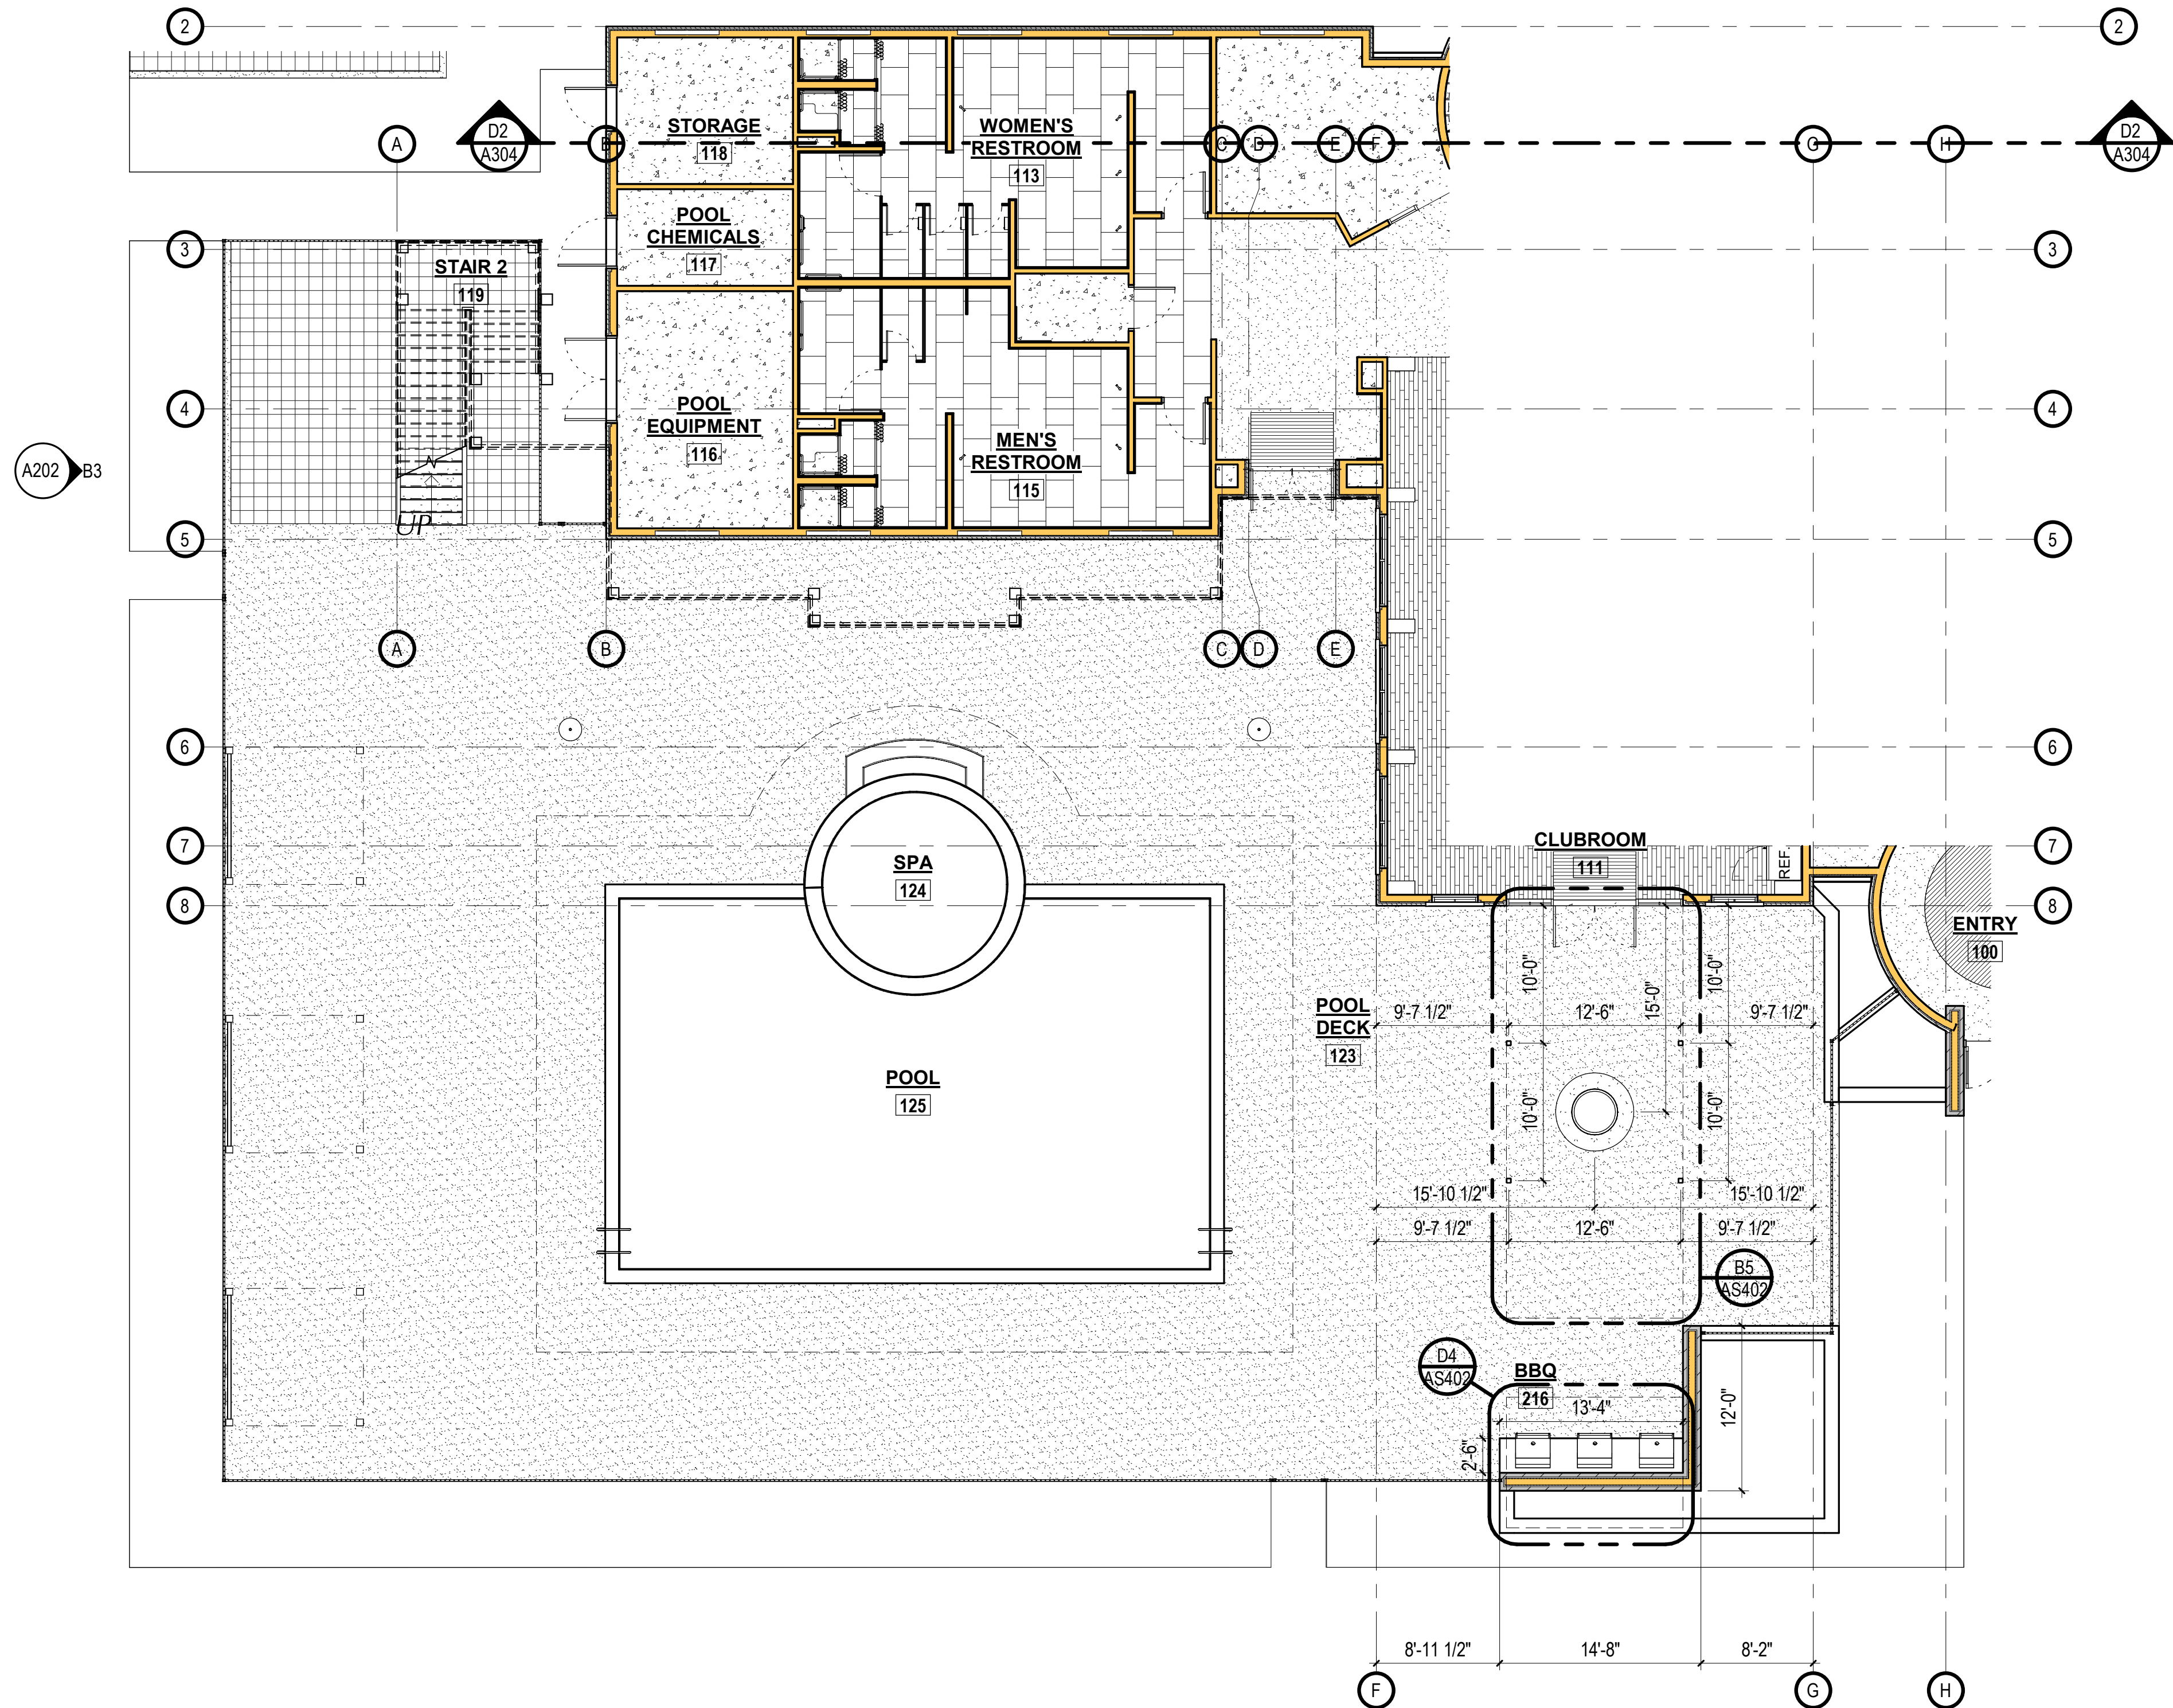 2
2
D2
A304
A
B
C
D
E
F
G
H
D2
A304
STORAGE
118
WOMEN'S
RESTROOM
113
POOL
CHEMICALS
117
3
3
STAIR 2
119
4
4
POOL
EQUIPMENT
116
MEN'S
RESTROOM
115
A202
B3
UP
5
5
A
B
C
D
E
6
6
7
7
CLUBROOM
111
REF
SPA
124
8
8
ENTRY
100
10'-0"
15'-0"
10'-0"
POOL
DECK
123
9'-7 1/2"
12'-6"
9'-7 1/2"
POOL
125
10'-0"
10'-0"
15'-10 1/2"
15'-10 1/2"
9'-7 1/2"
12'-6"
9'-7 1/2"
B5
AS402
D4
AS402
BBQ
216
13'-4"
12'-0"
2'-6"
8'-11 1/2"
14'-8"
8'-2"
F
G
H